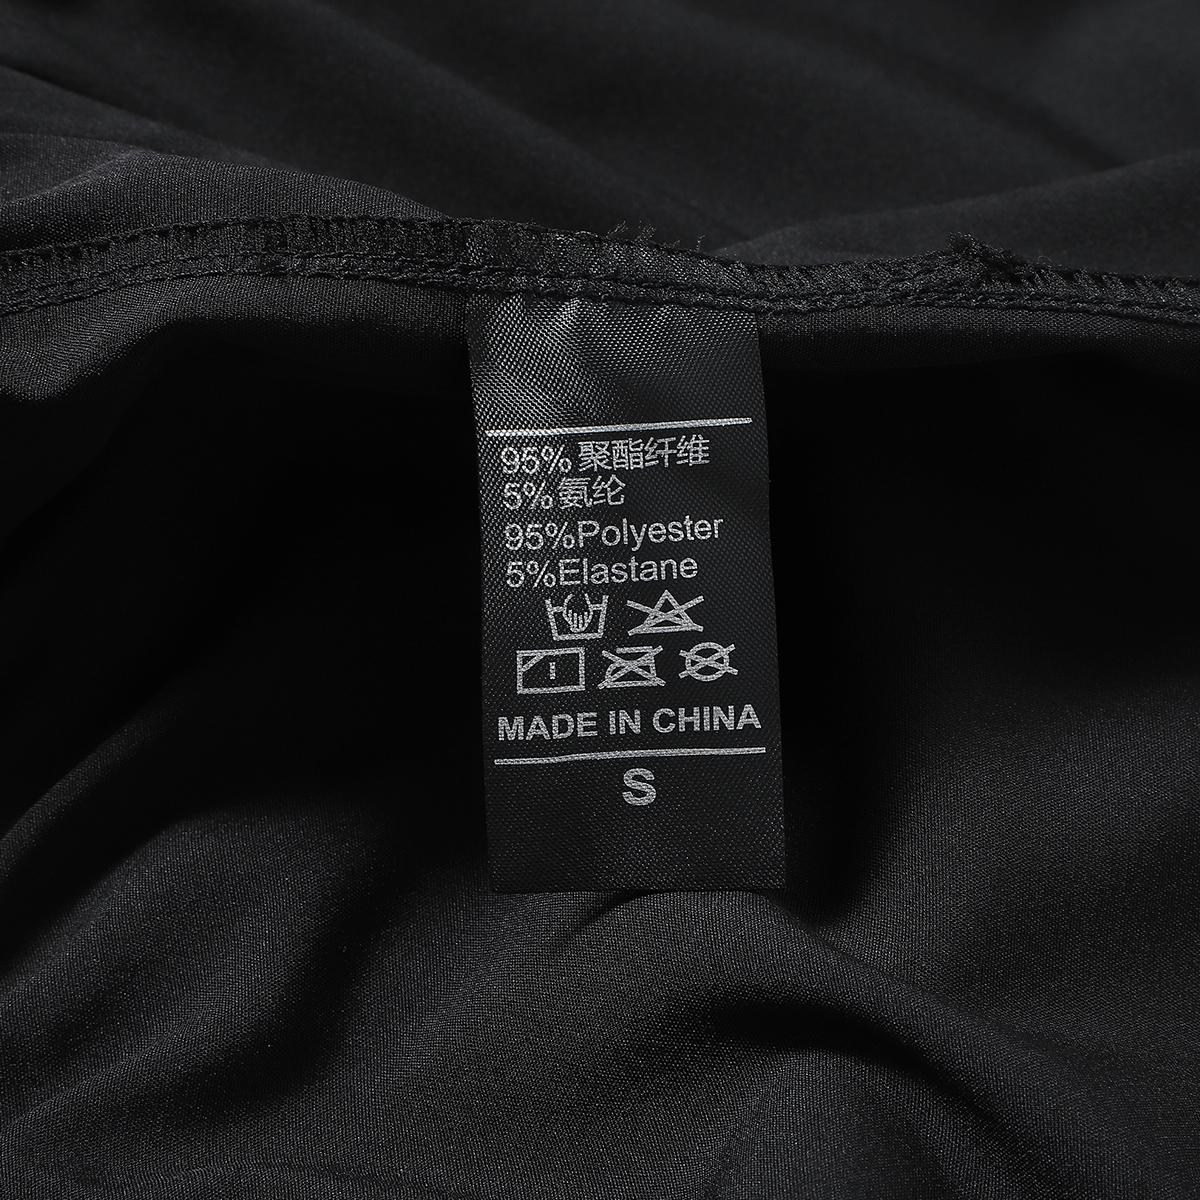 95%聚酯纤维
5%氨纶
95%Polyester
5%Elastane
MADE IN CHINA
S